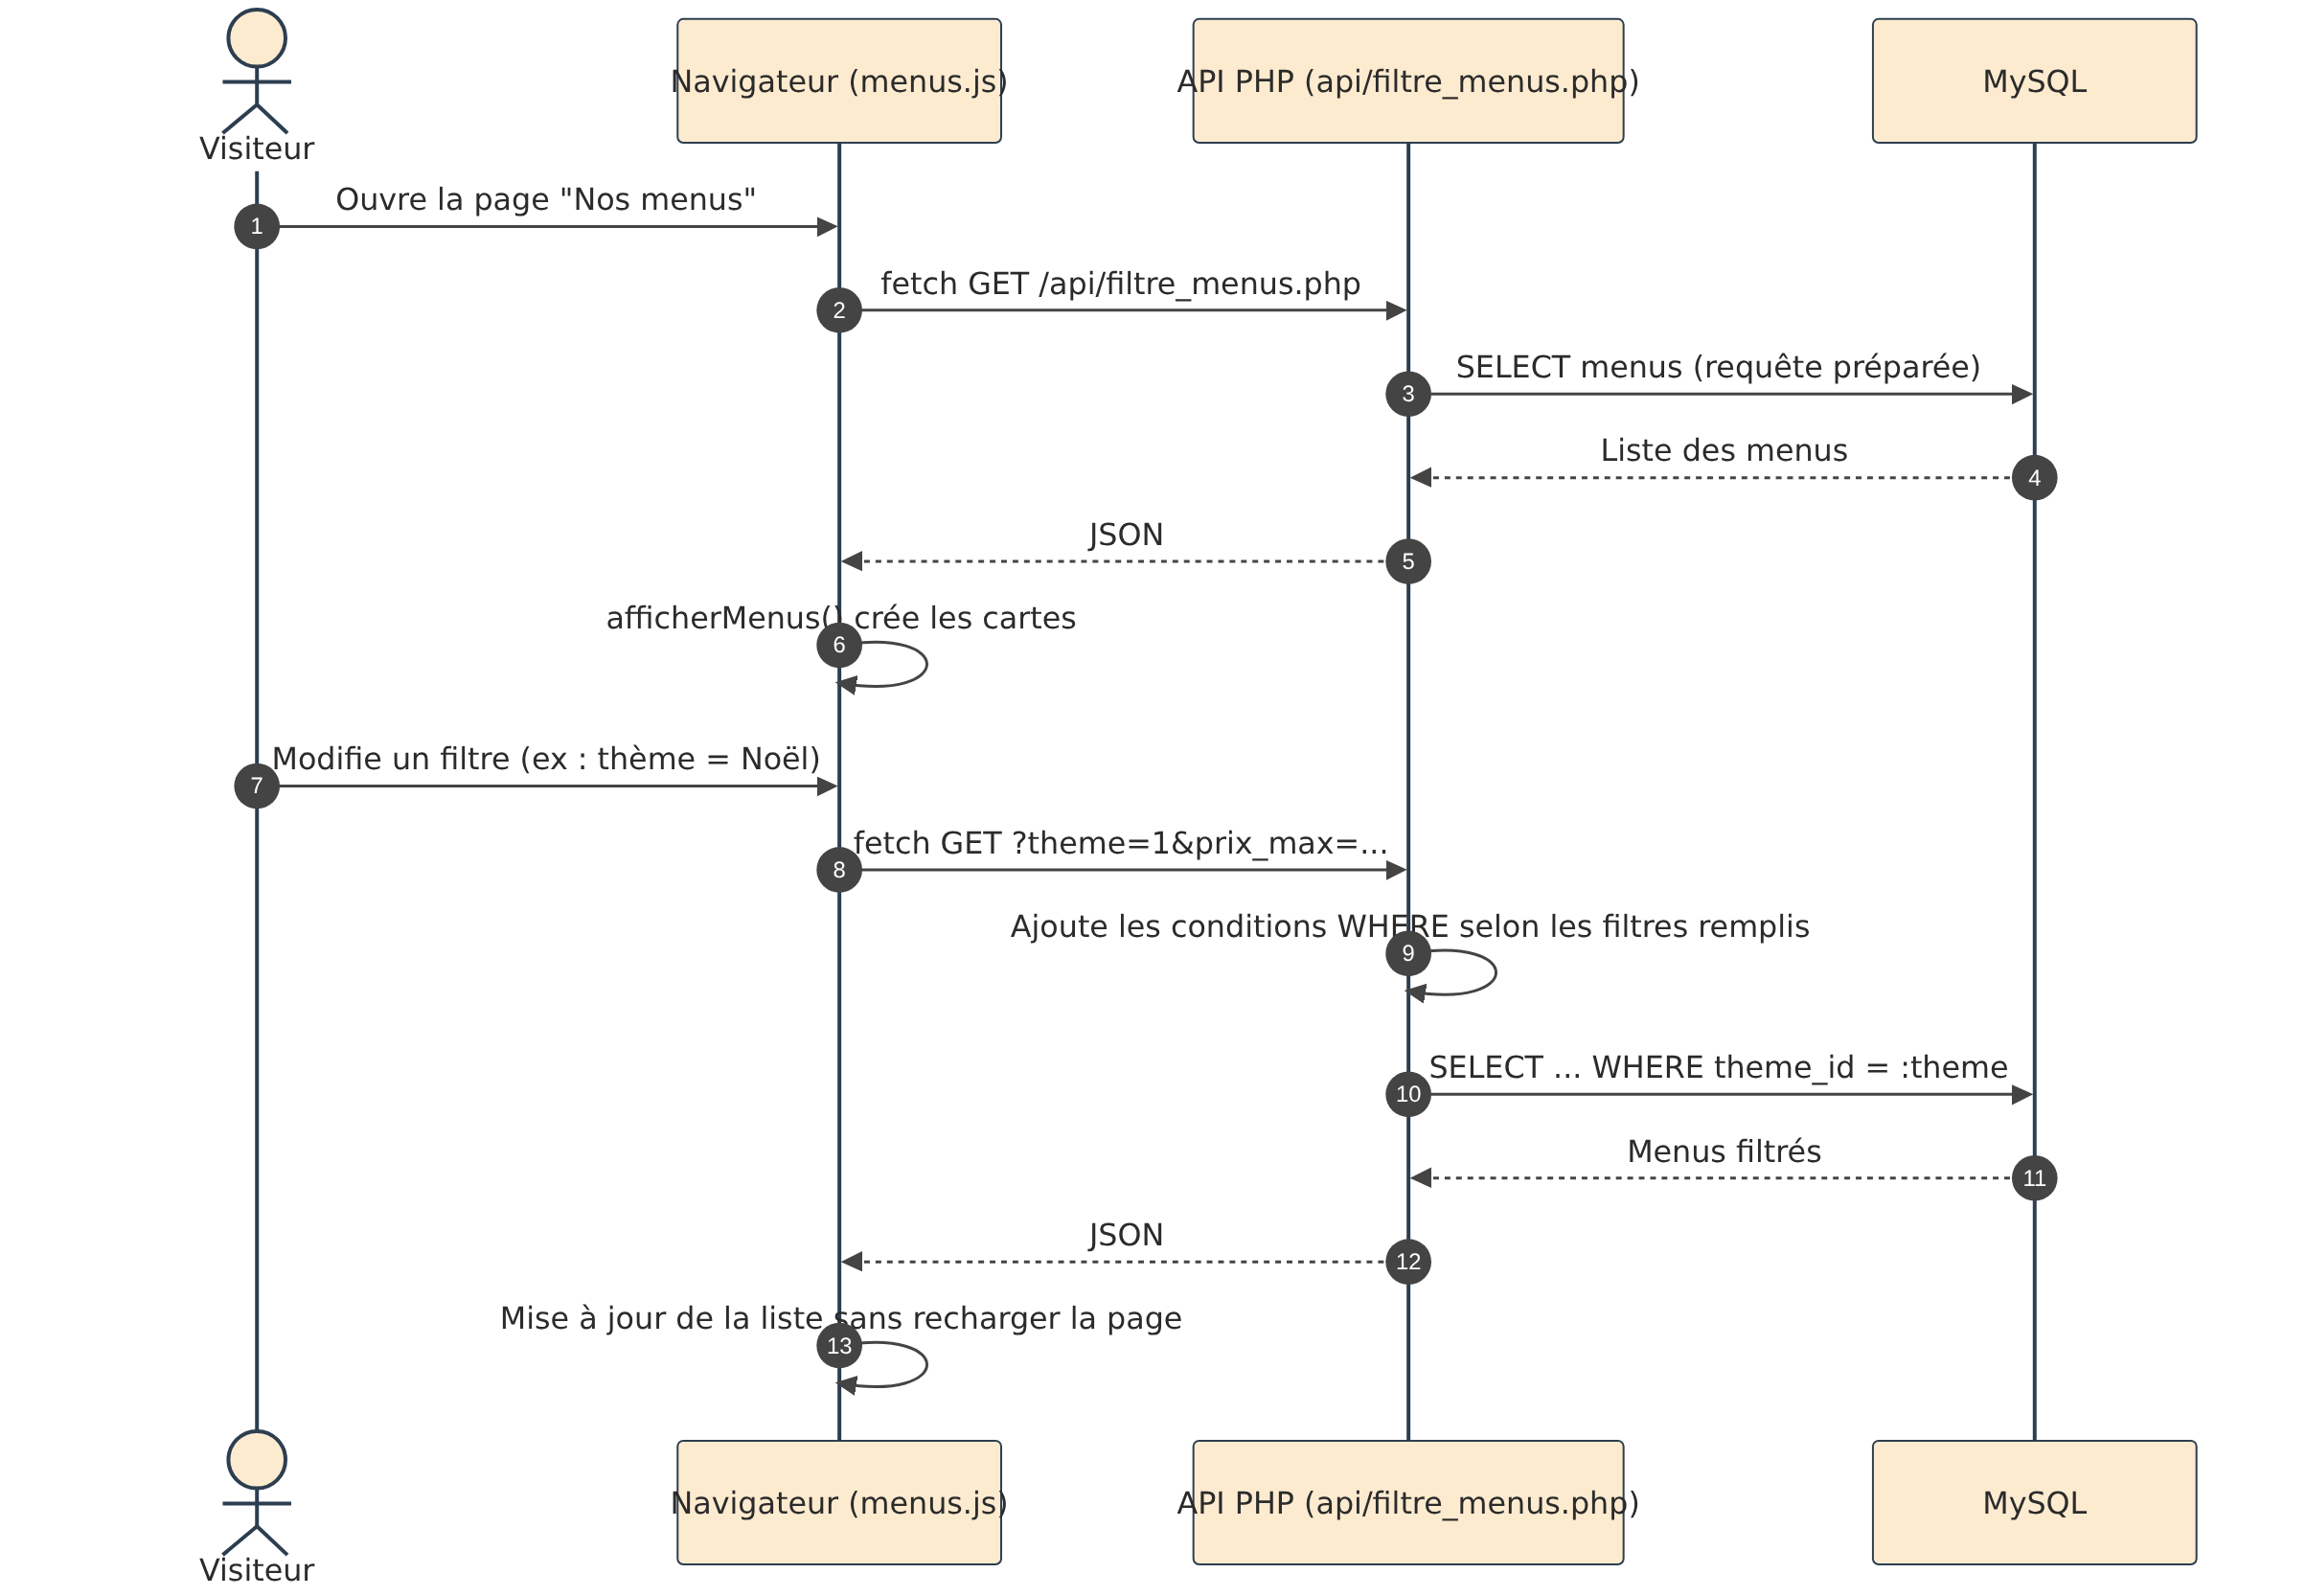 Visiteur
Navigateur (menus.js)
API PHP (api/filtre_menus.php)
MySQL
Ouvre la page "Nos menus"
1
fetch GET /api/filtre_menus.php
2
SELECT menus (requête préparée)
3
Liste des menus
4
JSON
5
afficherMenus() crée les cartes
6
Modifie un filtre (ex : thème = Noël)
7
fetch GET ?theme=1&prix_max=...
8
Ajoute les conditions WHERE selon les filtres remplis
9
SELECT ... WHERE theme_id = :theme
10
Menus filtrés
11
JSON
12
Mise à jour de la liste sans recharger la page
13
Visiteur
Navigateur (menus.js)
API PHP (api/filtre_menus.php)
MySQL